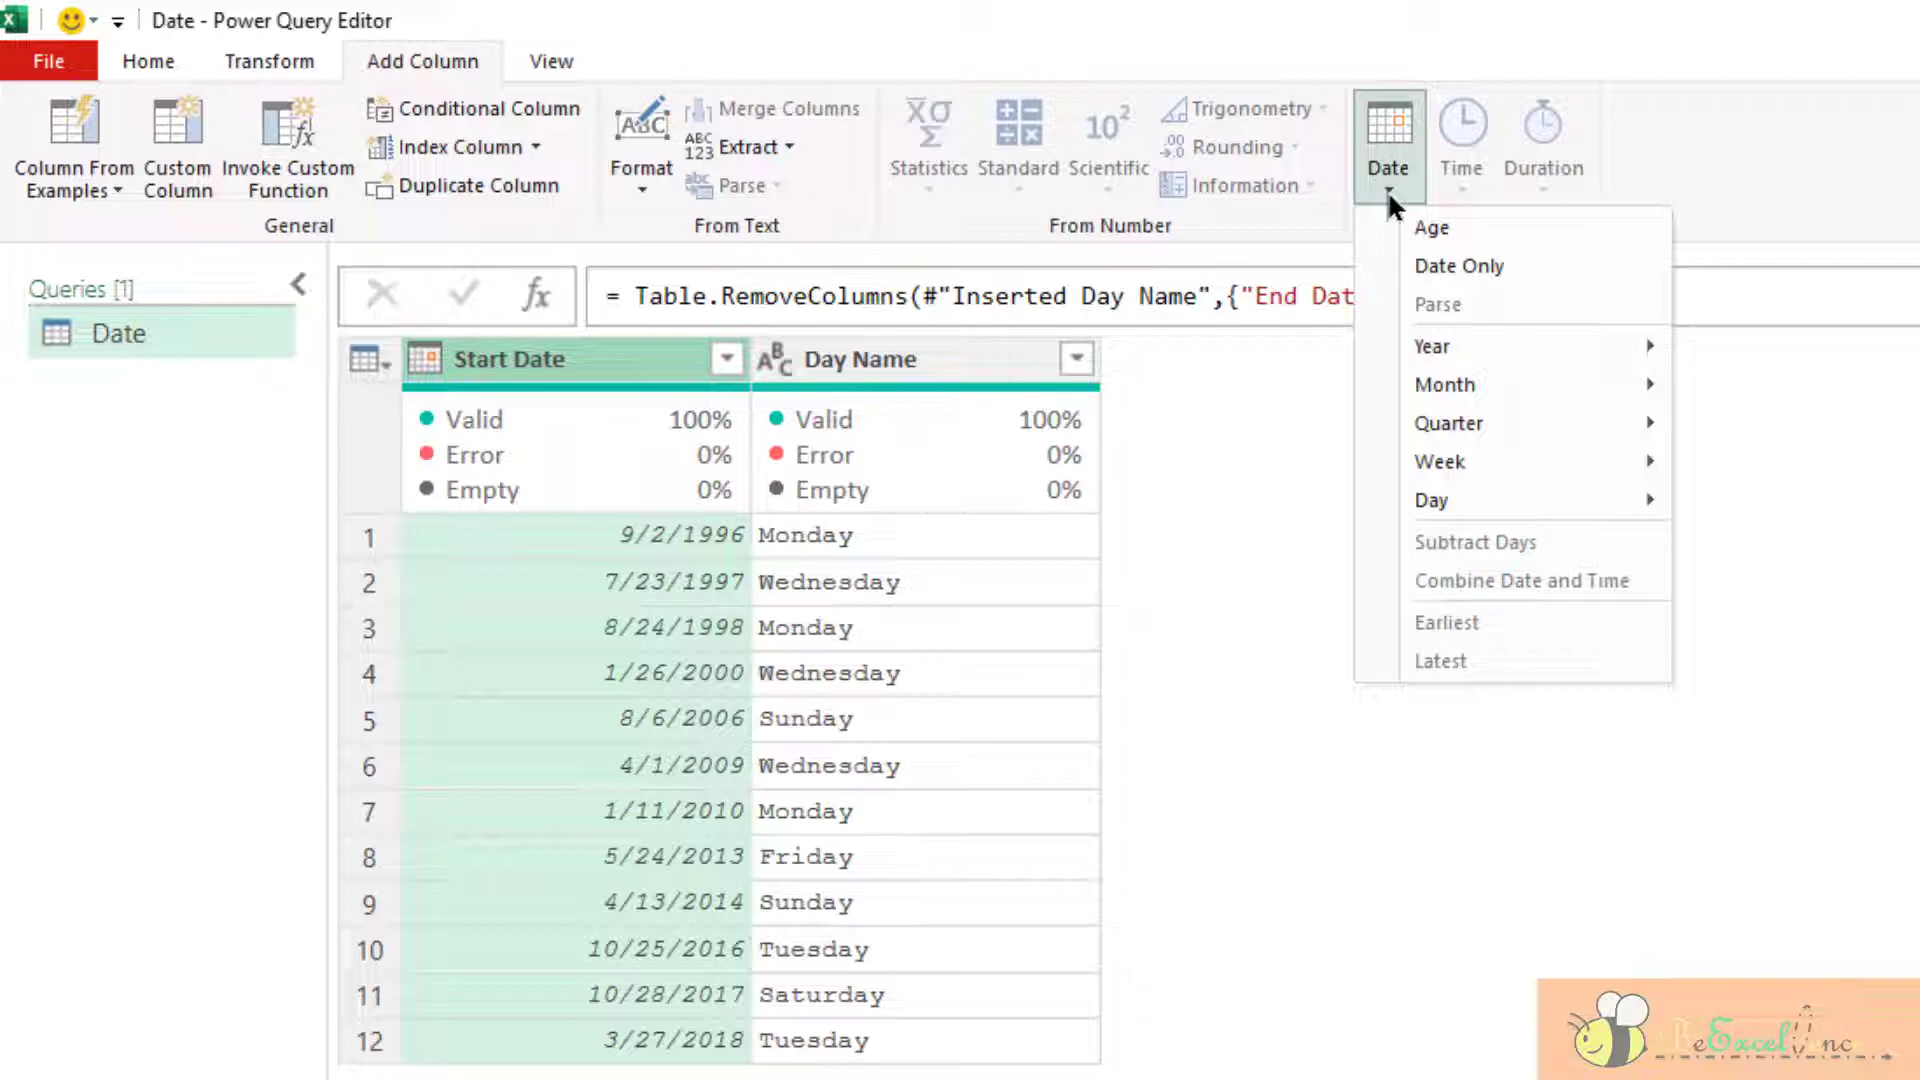 Date - Power Query Editor
File Home Transform Add Column View
Column From Examples
Custom Column
Invoke Custom Function
Conditional Column
Index Column
Duplicate Column
General
Format
Merge Columns
Extract
Parse
From Text
Statistics
Standard
Scientific
Trigonometry
Rounding
Information
From Number
Date
Time
Duration
Age
Date Only
Parse
Year
Month
Quarter
Week
Day
Subtract Days
Combine Date and Time
Earliest
Latest
Queries [1]
Date
= Table.RemoveColumns(#"Inserted Day Name",{"End Dat
Start Date Day Name
Valid 100% Valid 100%
Error 0% Error 0%
Empty 0% Empty 0%
1 9/2/1996 Monday
2 7/23/1997 Wednesday
3 8/24/1998 Monday
4 1/26/2000 Wednesday
5 8/6/2006 Sunday
6 4/1/2009 Wednesday
7 1/11/2010 Monday
8 5/24/2013 Friday
9 4/13/2014 Sunday
10 10/25/2016 Tuesday
11 10/28/2017 Saturday
12 3/27/2018 Tuesday